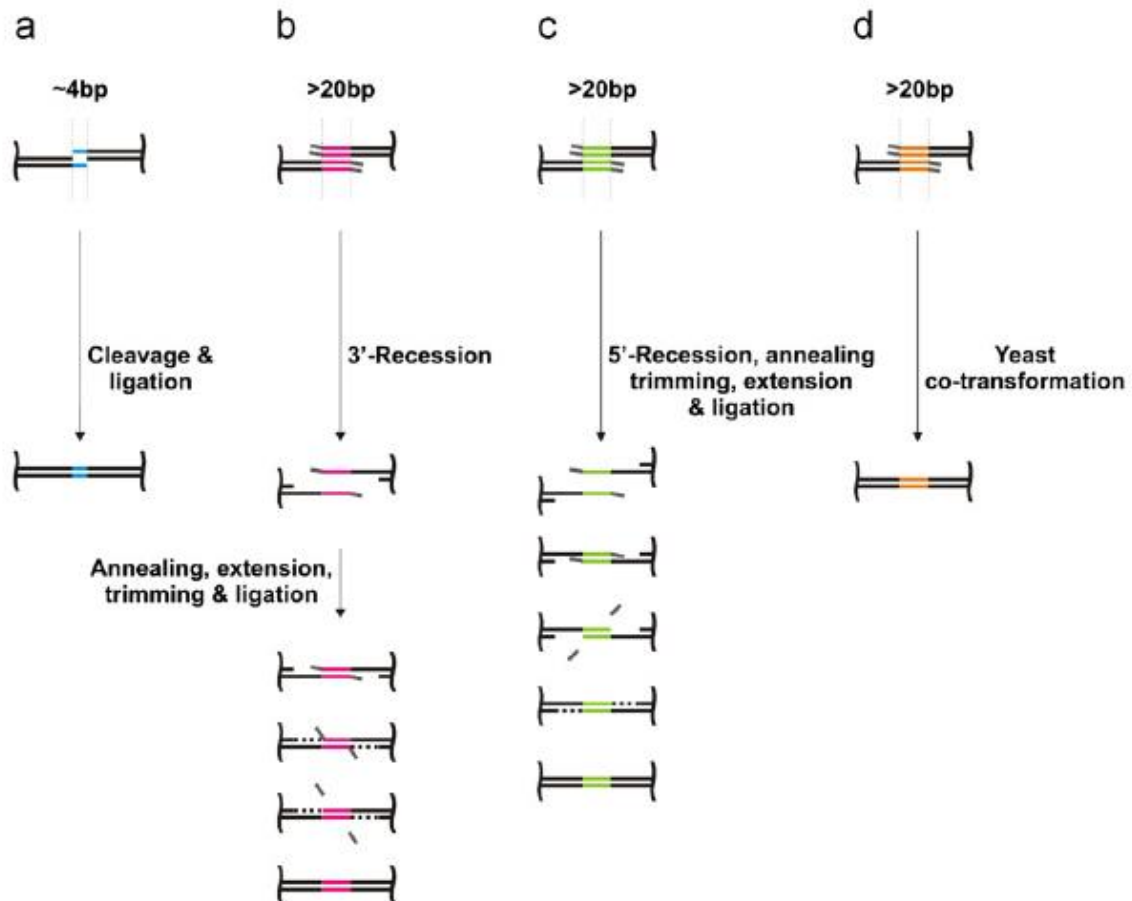 a
b
c
d
~4bp
>20bp
>20bp
>20bp
Cleavage &
ligation
3'-Recession
5'-Recession, annealing
trimming, extension
& ligation
Yeast
co-transformation
Annealing, extension,
trimming & ligation